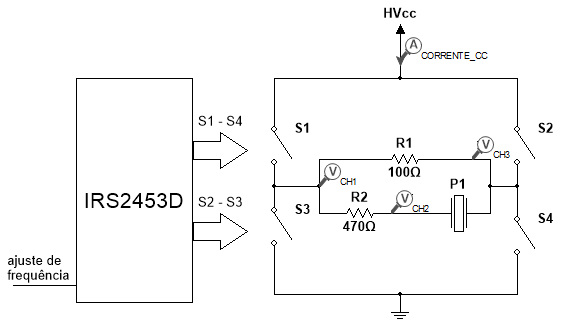 HVcc
A
CORRENTE_CC
S1 - S4
S1
S2
R1
V
CH3
100Ω
V
CH1
P1
IRS2453D
S2 - S3
R2
V
CH2
S3
S4
470Ω
ajuste de
frequência